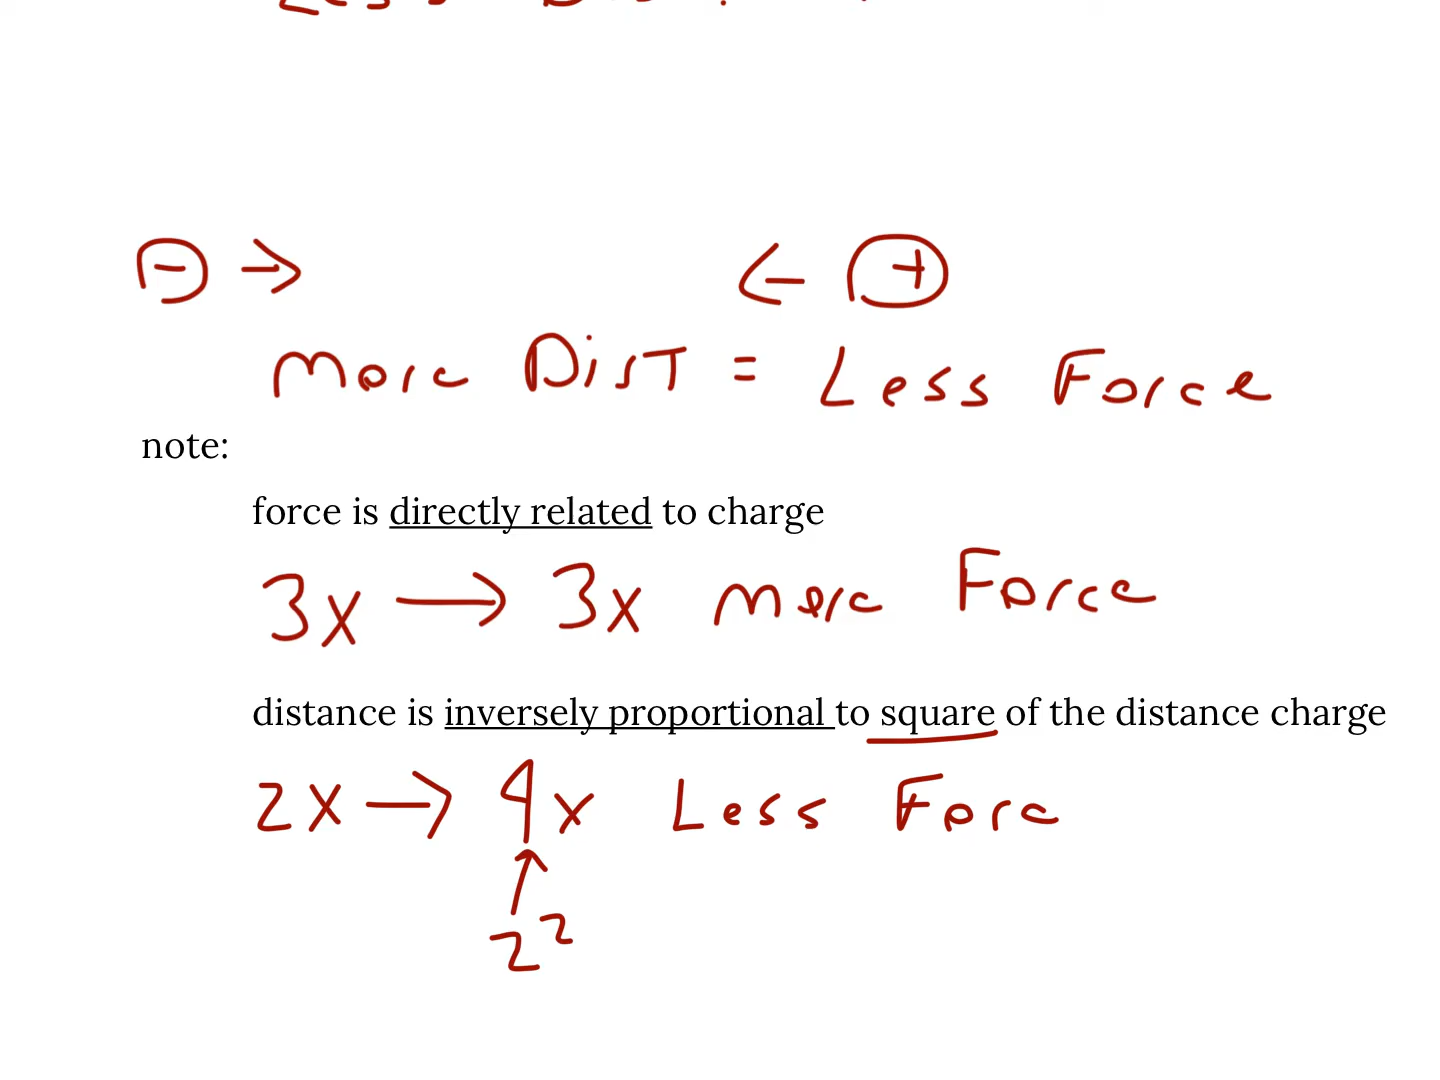 Less
- → ← +
More Dist = Less Force
note:
force is directly related to charge
3x → 3x more Force
distance is inversely proportional to square of the distance charge
2x → 4x Less Forc
↑
2²